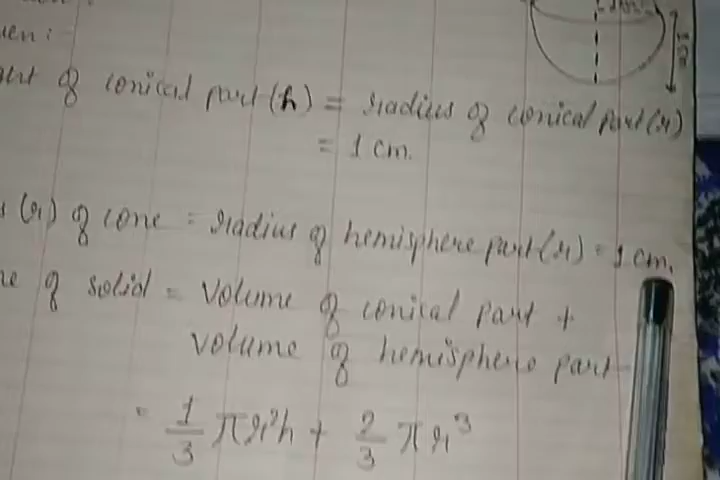 of conical part(h) = radius of conical part(r)
= 1 cm.
(r) of cone = radius of hemisphere part(r) = 1 cm.
of solid = volume of conical part +
volume of hemisphere part
= 1/3 πr²h + 2/3 πr³